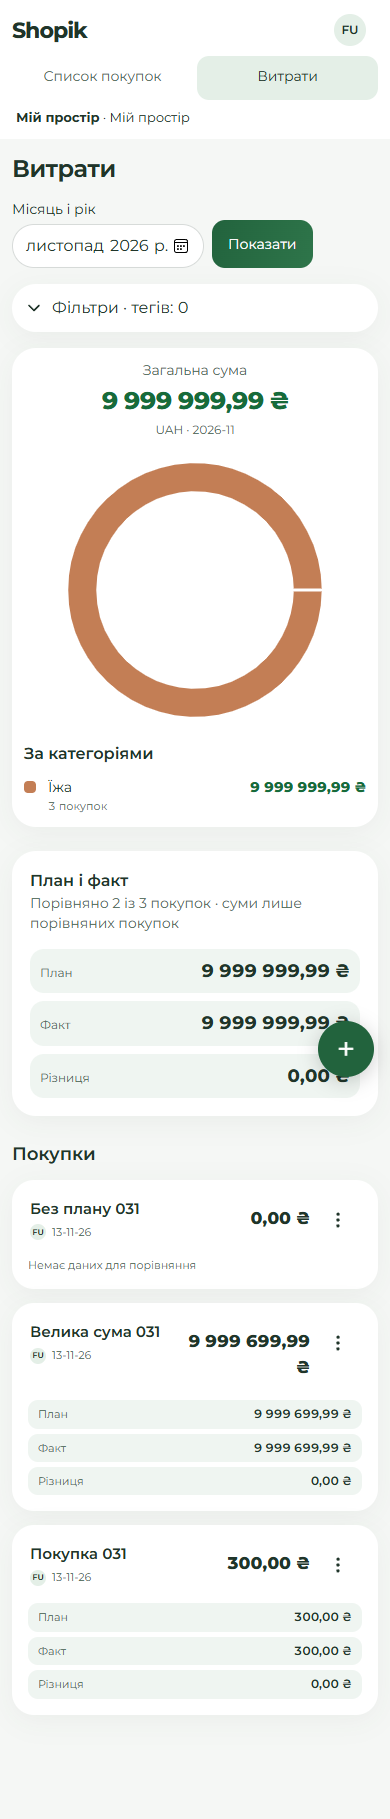 Shopik
FU
Список покупок
Витрати
Мій простір · Мій простір
Витрати
Місяць і рік
листопад 2026 р.
Показати
Фільтри · тегів: 0
Загальна сума
9 999 999,99 ₴
UAH · 2026-11
За категоріями
Їжа
9 999 999,99 ₴
3 покупок
План і факт
Порівняно 2 із 3 покупок · суми лише
порівняних покупок
План
9 999 999,99 ₴
Факт
9 999 999,99 ₴
+
Різниця
0,00 ₴
Покупки
Без плану 031
0,00 ₴
FU 13-11-26
Немає даних для порівняння
Велика сума 031
9 999 699,99
₴
FU 13-11-26
План
9 999 699,99 ₴
Факт
9 999 699,99 ₴
Різниця
0,00 ₴
Покупка 031
300,00 ₴
FU 13-11-26
План
300,00 ₴
Факт
300,00 ₴
Різниця
0,00 ₴